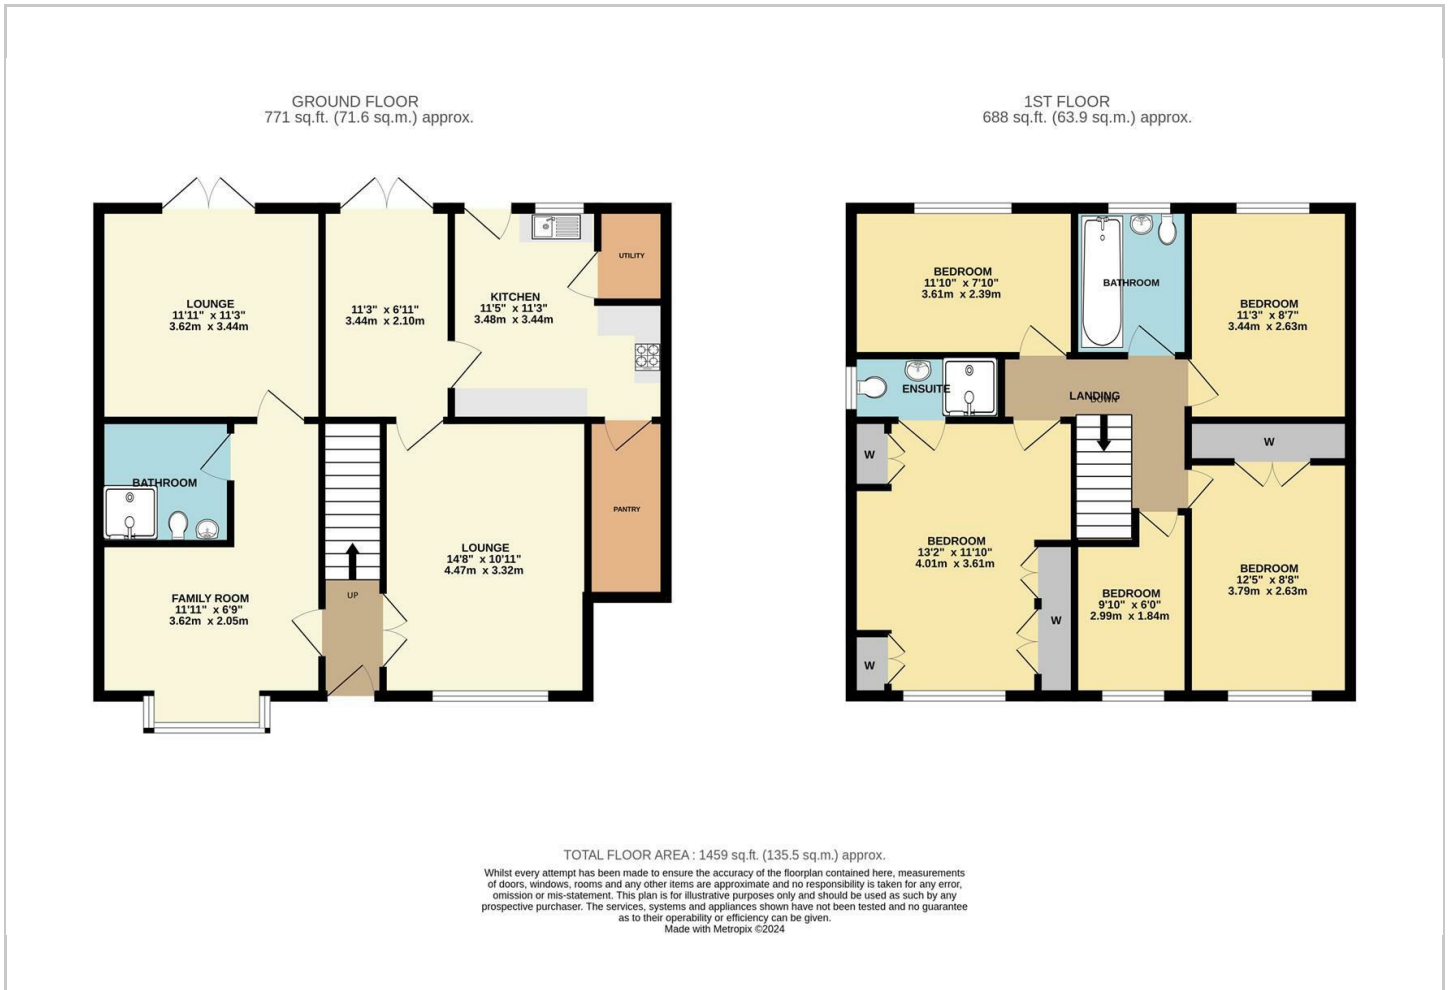 GROUND FLOOR
771 sq.ft. (71.6 sq.m.) approx.
LOUNGE
11'11" x 11'3"
3.62m x 3.44m
11'3" x 6'11"
3.44m x 2.10m
KITCHEN
11'5" x 11'3"
3.48m x 3.44m
UTILITY
BATHROOM
FAMILY ROOM
11'11" x 6'9"
3.62m x 2.05m
UP
LOUNGE
14'8" x 10'11"
4.47m x 3.32m
PANTRY
1ST FLOOR
688 sq.ft. (63.9 sq.m.) approx.
BEDROOM
11'10" x 7'10"
3.61m x 2.39m
BATHROOM
BEDROOM
11'3" x 8'7"
3.44m x 2.63m
ENSUITE
LANDING
DOWN
W
W
BEDROOM
13'2" x 11'10"
4.01m x 3.61m
W
W
BEDROOM
9'10" x 6'0"
2.99m x 1.84m
BEDROOM
12'5" x 8'8"
3.79m x 2.63m
TOTAL FLOOR AREA : 1459 sq.ft. (135.5 sq.m.) approx.
Whilst every attempt has been made to ensure the accuracy of the floorplan contained here, measurements
of doors, windows, rooms and any other items are approximate and no responsibility is taken for any error,
omission or mis-statement. This plan is for illustrative purposes only and should be used as such by any
prospective purchaser. The services, systems and appliances shown have not been tested and no guarantee
as to their operability or efficiency can be given.
Made with Metropix ©2024